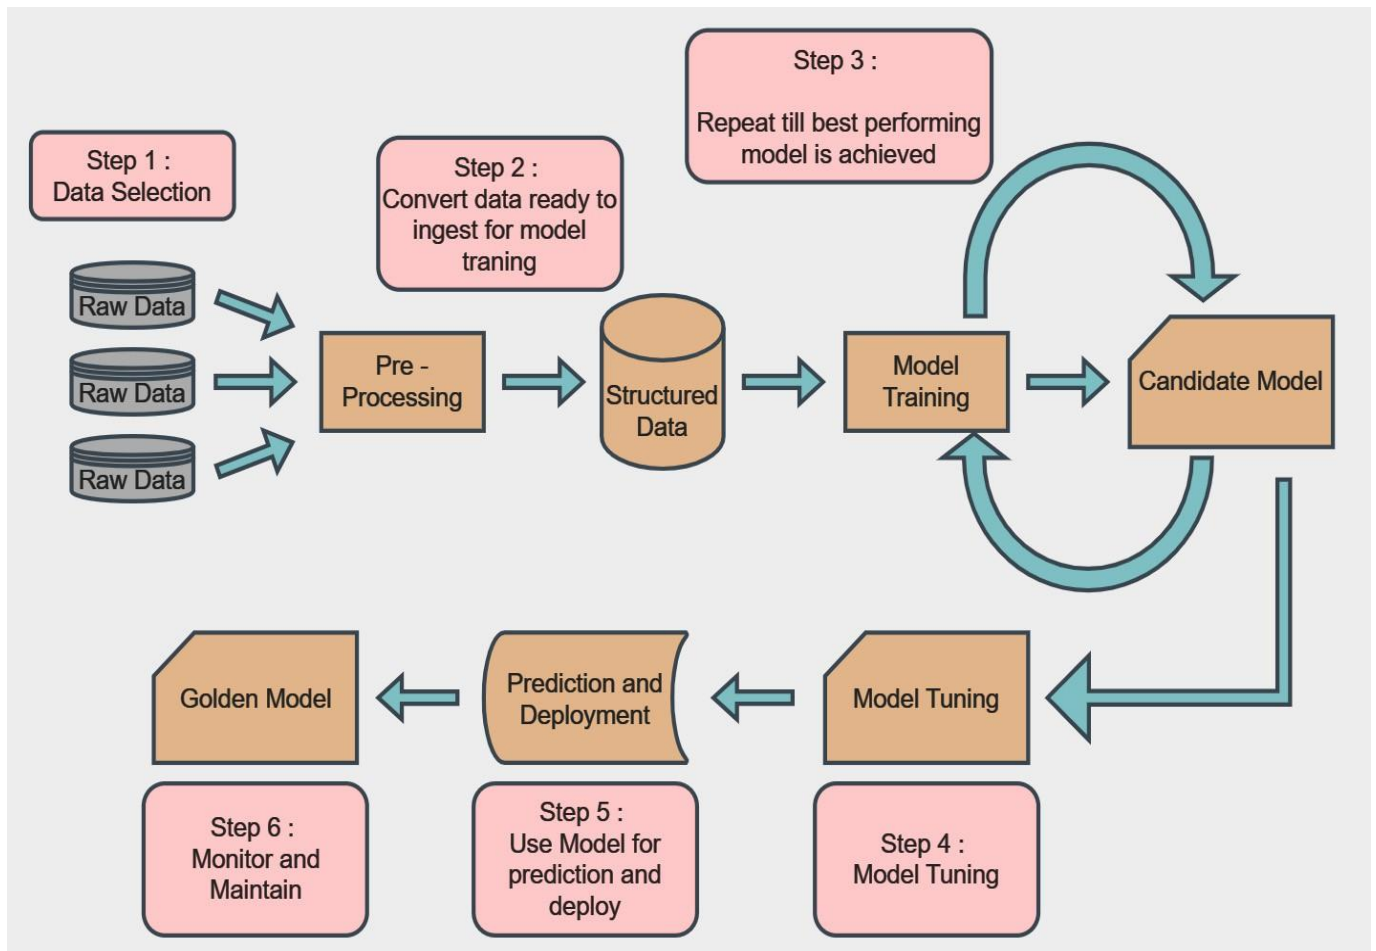 Step 1 :
Data Selection
Step 2 :
Convert data ready to
ingest for model
traning
Step 3 :
Repeat till best performing
model is achieved
Raw Data
Raw Data
Raw Data
Pre -
Processing
Structured
Data
Model
Training
Candidate Model
Golden Model
Prediction and
Deployment
Model Tuning
Step 6 :
Monitor and
Maintain
Step 5 :
Use Model for
prediction and
deploy
Step 4 :
Model Tuning